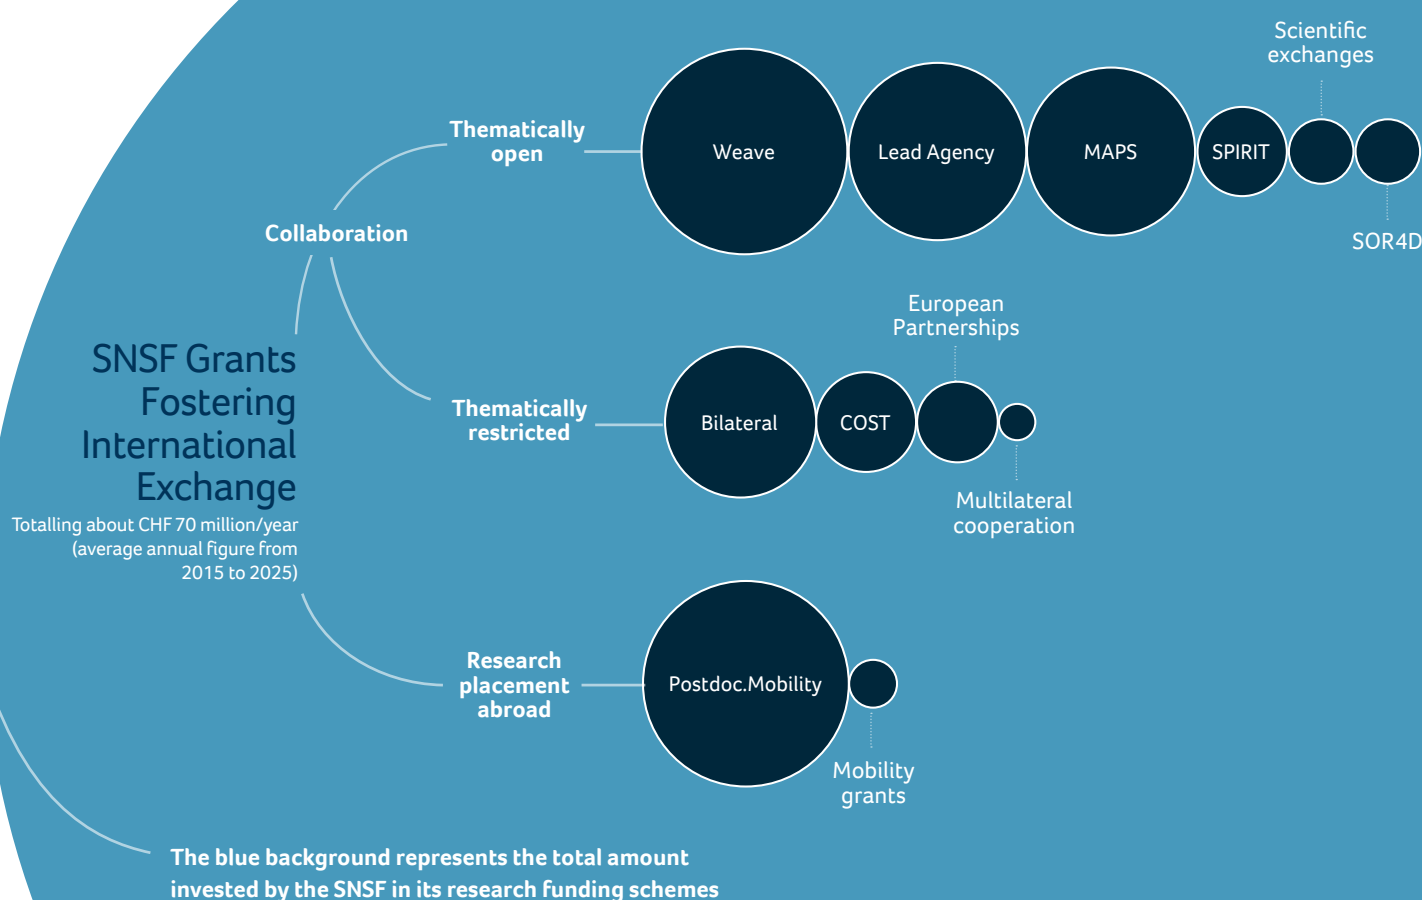 Scientific
exchanges
Thematically
open
Weave
Lead Agency
MAPS
SPIRIT
SOR4D
Collaboration
European
Partnerships
SNSF Grants
Fostering
International
Exchange
Totalling about CHF 70 million/year
(average annual figure from
2015 to 2025)
Thematically
restricted
Bilateral
COST
Multilateral
cooperation
Research
placement
abroad
Postdoc.Mobility
Mobility
grants
The blue background represents the total amount
invested by the SNSF in its research funding schemes